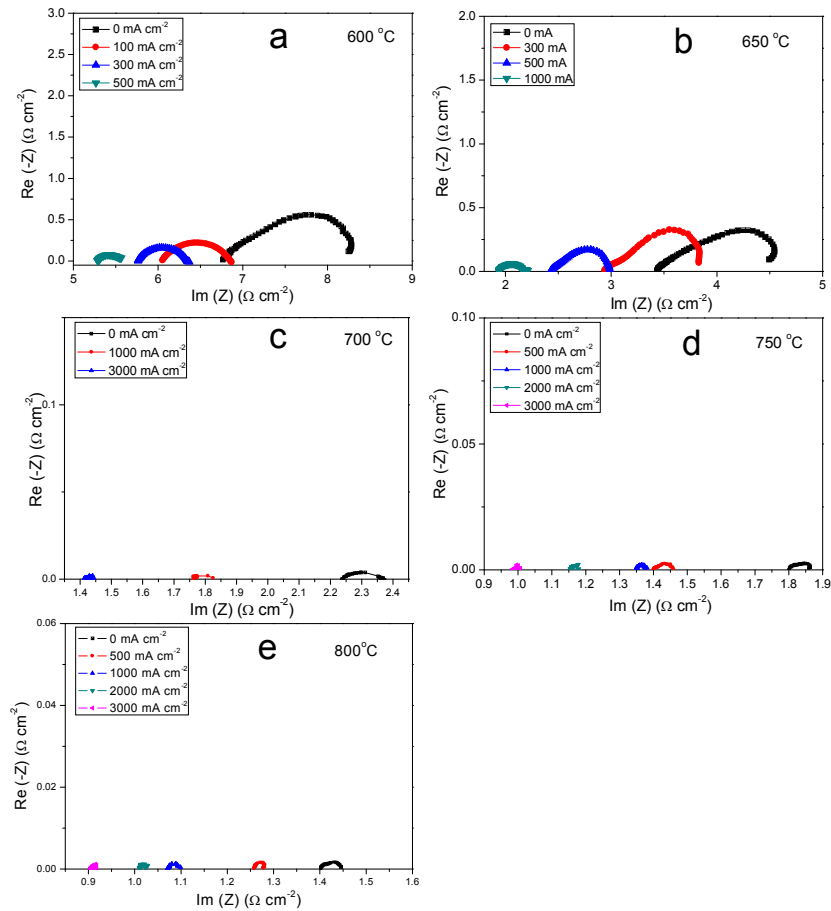 a
600 °C
0 mA cm⁻²
100 mA cm⁻²
300 mA cm⁻²
500 mA cm⁻²
Re (-Z) (Ω cm⁻²)
3.0
2.5
2.0
1.5
1.0
0.5
0.0
5 6 7 8 9
Im (Z) (Ω cm⁻²)
b
650 °C
0 mA
300 mA
500 mA
1000 mA
Re (-Z) (Ω cm⁻²)
2.0
1.5
1.0
0.5
0.0
2 3 4 5
Im (Z) (Ω cm⁻²)
c
700 °C
0 mA cm⁻²
1000 mA cm⁻²
3000 mA cm⁻²
Re (-Z) (Ω cm⁻²)
0.1
0.0
1.4 1.5 1.6 1.7 1.8 1.9 2.0 2.1 2.2 2.3 2.4
Im (Z) (Ω cm⁻²)
d
750 °C
0 mA cm⁻²
500 mA cm⁻²
1000 mA cm⁻²
2000 mA cm⁻²
3000 mA cm⁻²
Re (-Z) (Ω cm⁻²)
0.10
0.05
0.00
0.9 1.0 1.1 1.2 1.3 1.4 1.5 1.6 1.7 1.8 1.9
Im (Z) (Ω cm⁻²)
e
800°C
0 mA cm⁻²
500 mA cm⁻²
1000 mA cm⁻²
2000 mA cm⁻²
3000 mA cm⁻²
Re (-Z) (Ω cm⁻²)
0.06
0.04
0.02
0.00
0.9 1.0 1.1 1.2 1.3 1.4 1.5 1.6
Im (Z) (Ω cm⁻²)